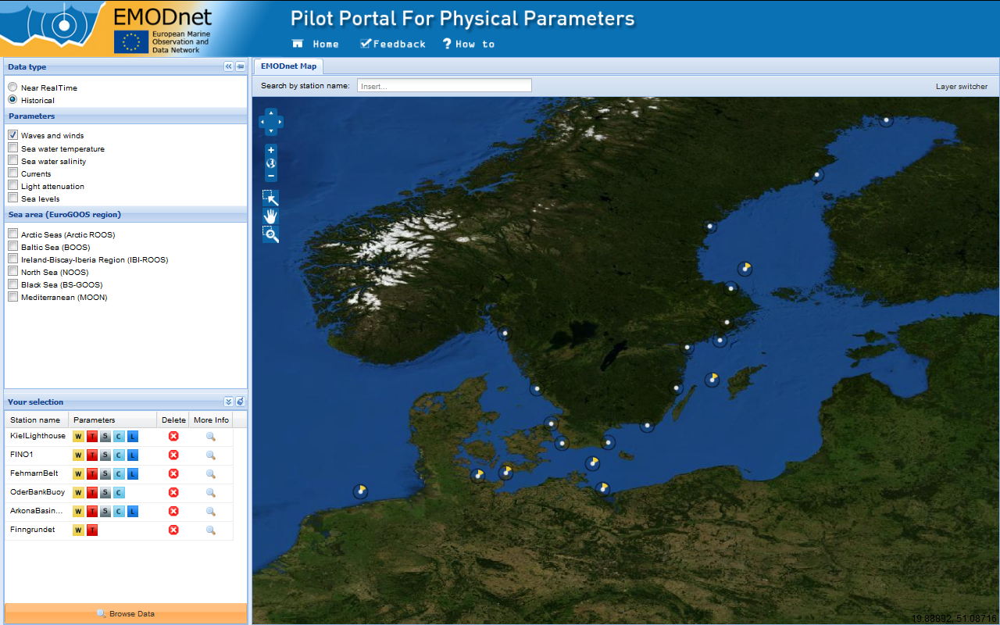 EMODnet
European Marine
Observation and
Data Network
Pilot Portal For Physical Parameters
Home Feedback ? How to
Data type
Near RealTime
Historical
Parameters
Waves and winds
Sea water temperature
Sea water salinity
Currents
Light attenuation
Sea levels
Sea area (EuroGOOS region)
Arctic Seas (Arctic ROOS)
Baltic Sea (BOOS)
Ireland-Biscay-Iberia Region (IBI-ROOS)
North Sea (NOOS)
Black Sea (BS-GOOS)
Mediterranean (MOON)
Your selection
Station name Parameters Delete More Info
KielLighthouse W T S C L
FINO1 W T S C L
FehmarnBelt W T S C L
OderBankBuoy W T S C
ArkonaBasin... W T S C L
Finngrundet W T
Browse Data
EMODnet Map
Search by station name: Insert... Layer switcher
19.88892, 51.08716